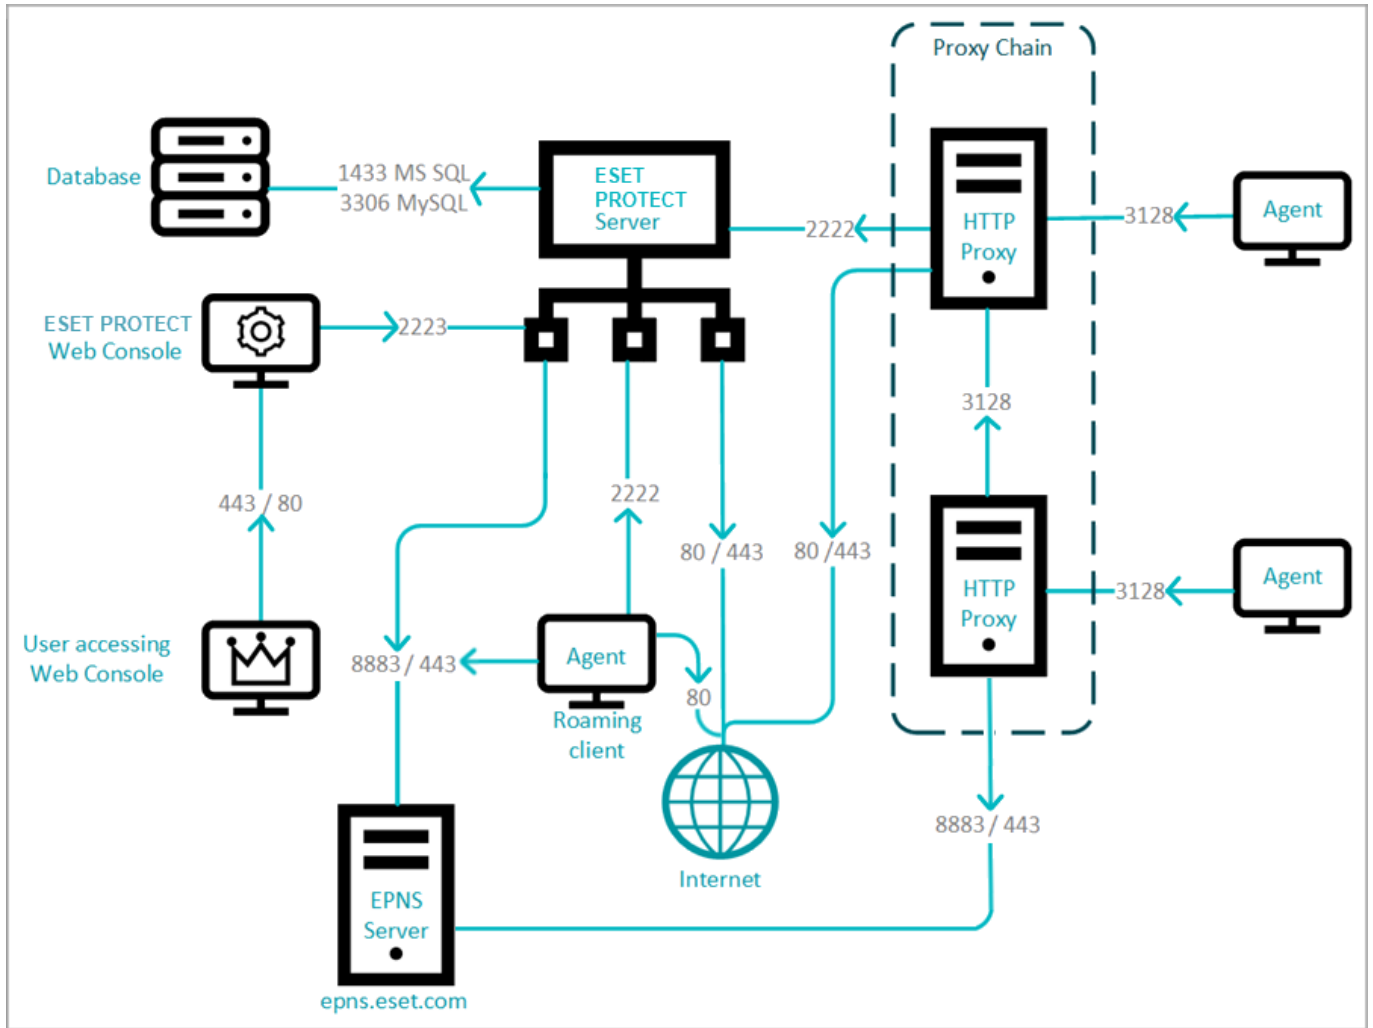 Proxy Chain
Database
1433 MS SQL
3306 MySQL
ESET
PROTECT
Server
2222
HTTP
Proxy
3128
Agent
ESET PROTECT
Web Console
2223
3128
443 / 80
2222
80 / 443
80 /443
HTTP
Proxy
3128
Agent
User accessing
Web Console
8883 / 443
Agent
80
Roaming
client
8883 / 443
Internet
EPNS
Server
epns.eset.com